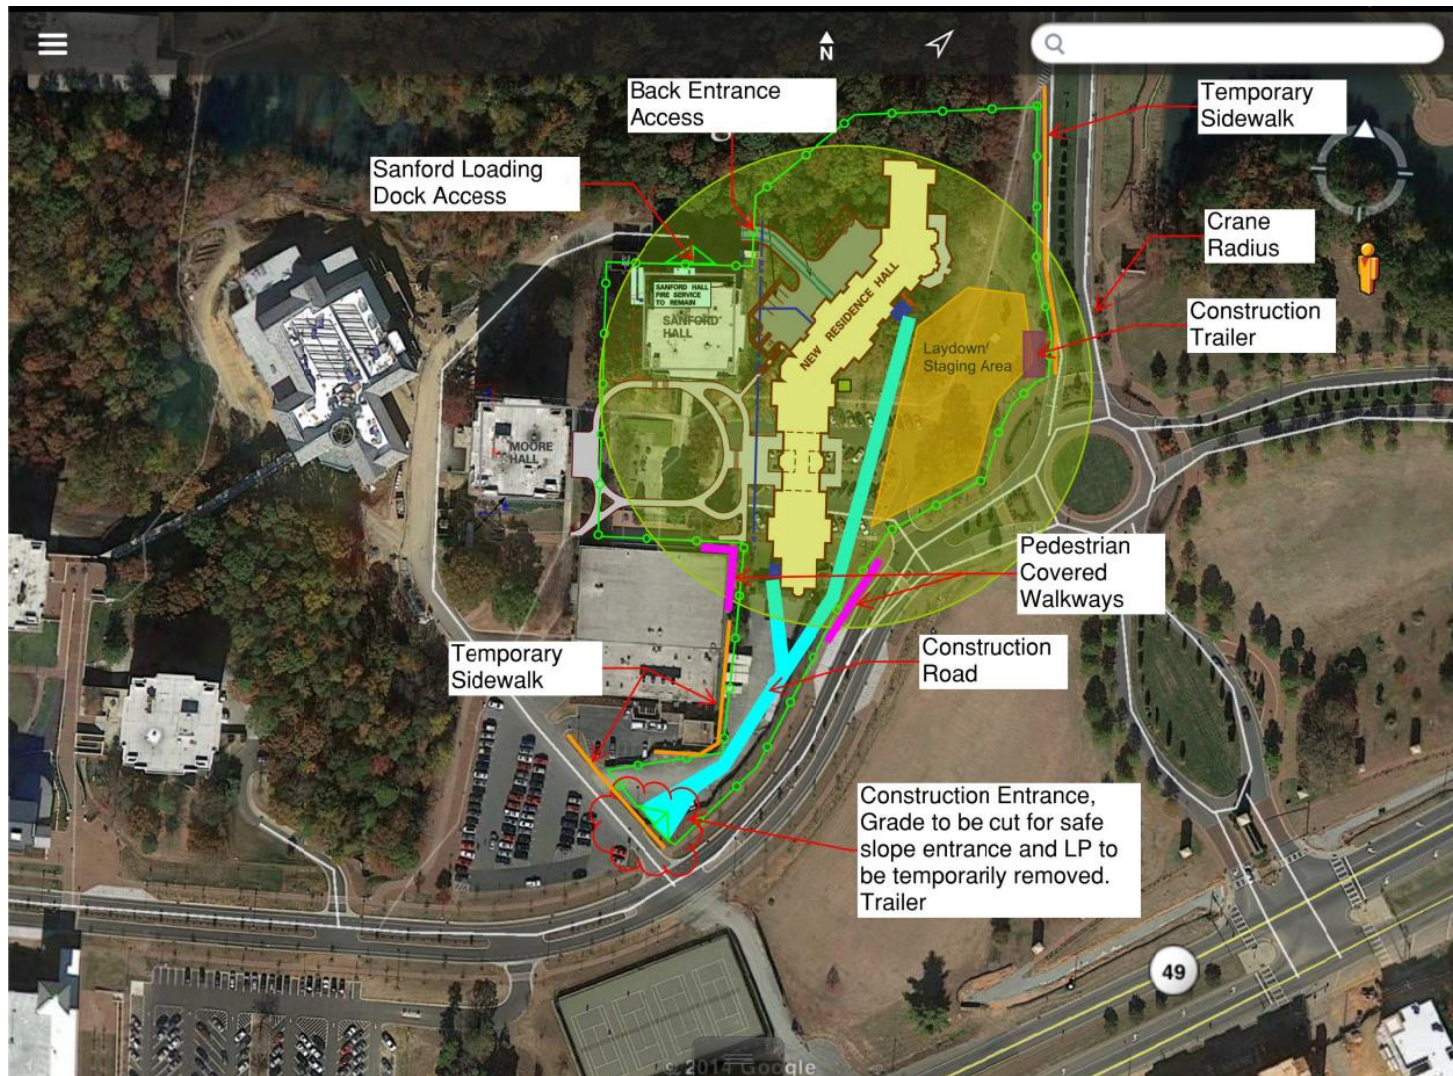 N
Back Entrance
Access
Temporary
Sidewalk
Sanford Loading
Dock Access
Crane
Radius
SANFORD HALL
FIRE SERVICE
TO REMAIN
SANFORD
HALL
NEW RESIDENCE HALL
Construction
Trailer
Laydown/
Staging Area
MOORE
HALL
Pedestrian
Covered
Walkways
Temporary
Sidewalk
Construction
Road
Construction Entrance,
Grade to be cut for safe
slope entrance and LP to
be temporarily removed.
Trailer
49
© 2014 Google